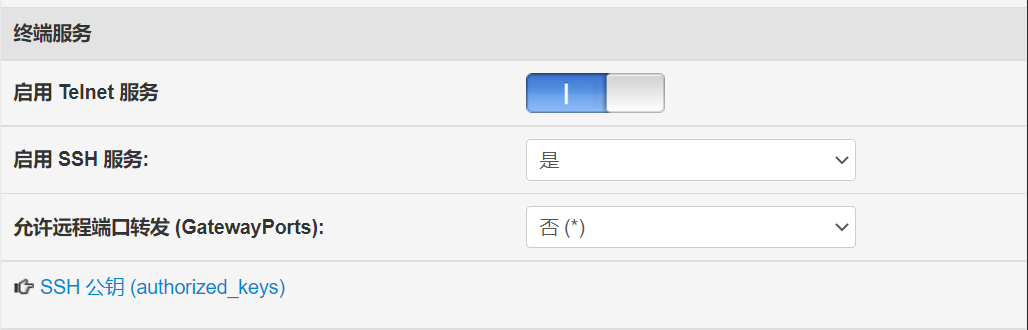 终端服务
启用 Telnet 服务
启用 SSH 服务:
是
允许远程端口转发 (GatewayPorts):
否 (*)
SSH 公钥 (authorized_keys)